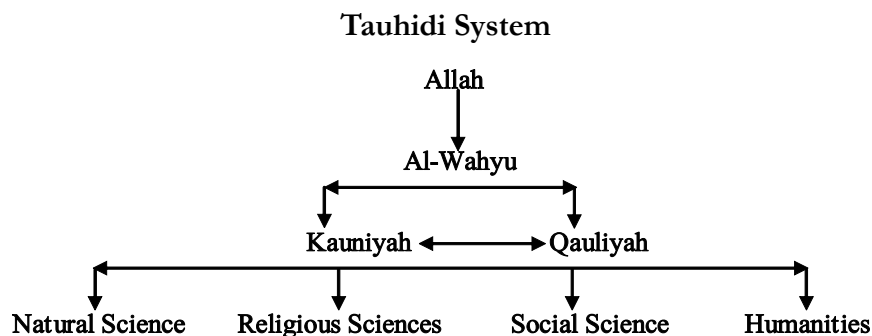 Tauhidi System
Allah
Al-Wahyu
Kauniyah Qauliyah
Natural Science Religious Sciences Social Science Humanities